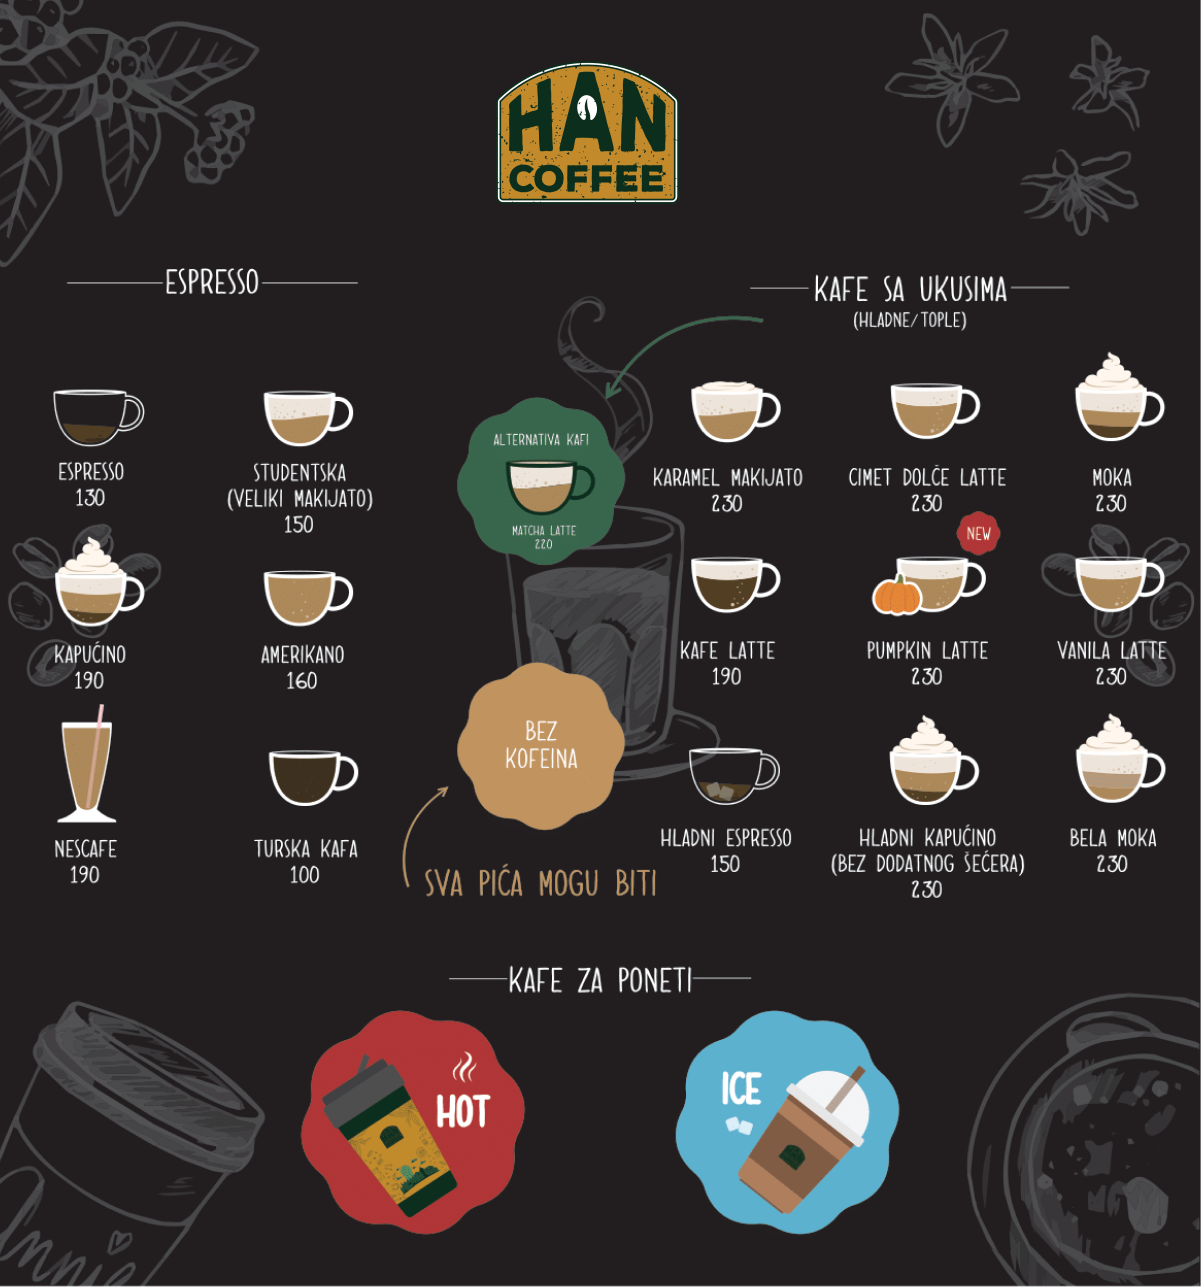 HAN
COFFEE
ESPRESSO
ESPRESSO
130
STUDENTSKA
(VELIKI MAKIJATO)
150
KAPUĆINO
190
AMERIKANO
160
NESCAFE
190
TURSKA KAFA
100
ALTERNATIVA KAFI
MATCHA LATTE
220
BEZ
KOFEINA
SVA PIĆA MOGU BITI
KAFE SA UKUSIMA
(HLADNE/TOPLE)
KARAMEL MAKIJATO
230
CIMET DOLČE LATTE
230
MOKA
230
KAFE LATTE
190
NEW
PUMPKIN LATTE
230
VANILA LATTE
230
HLADNI ESPRESSO
150
HLADNI KAPUĆINO
(BEZ DODATNOG ŠEĆERA)
230
BELA MOKA
230
KAFE ZA PONETI
HOT
ICE